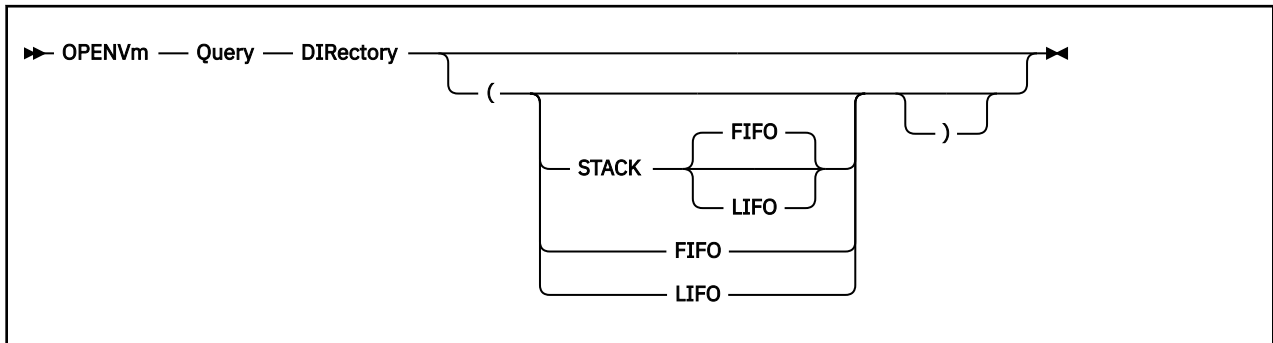 OPENVm Query DIRectory
(
FIFO
)
STACK
LIFO
FIFO
LIFO